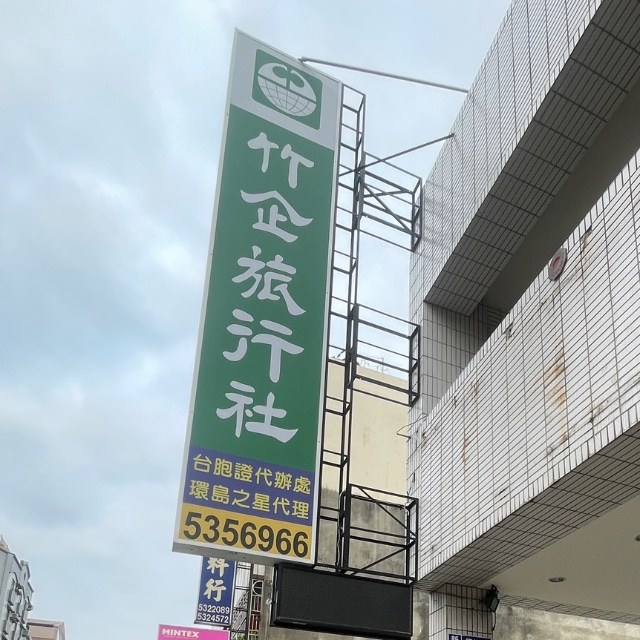 竹企旅行社
台胞證代辦處
環島之星代理
5356966
料行
5322089
5324572
MINTEX